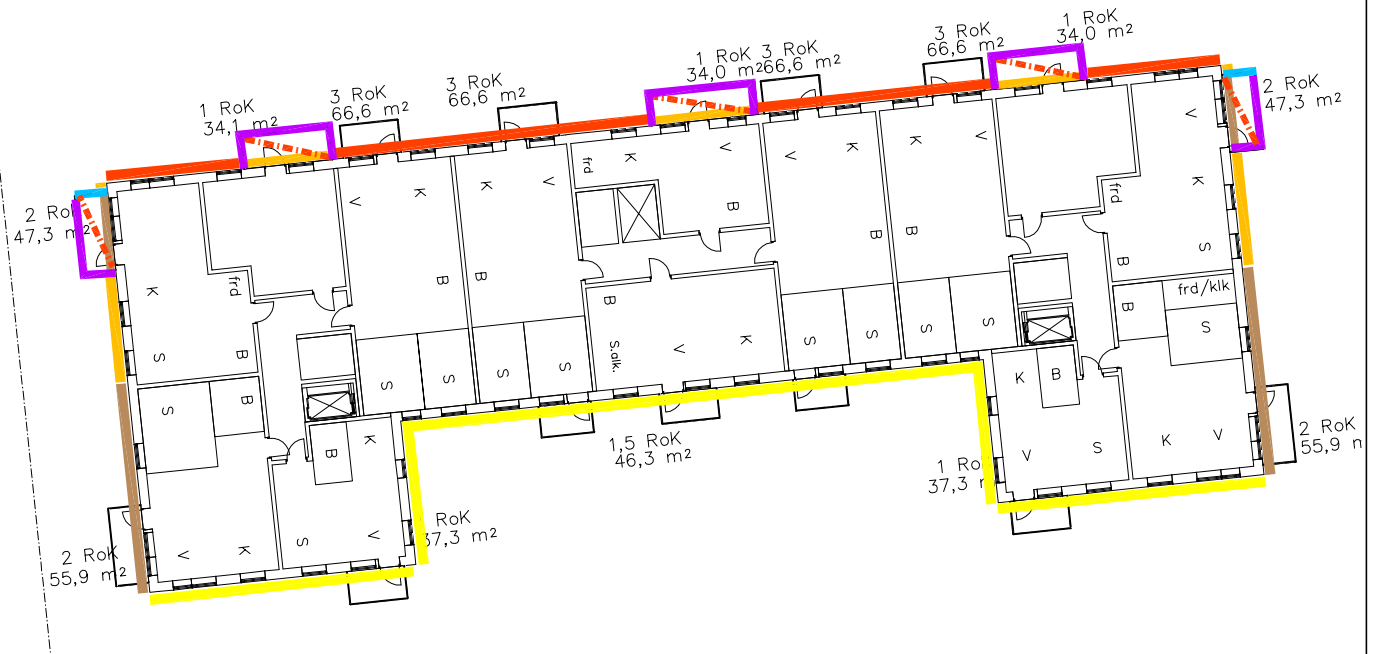 1 RoK
34,1 m²
3 RoK
66,6 m²
3 RoK
66,6 m²
1 RoK
34,0 m²
3 RoK
66,6 m²
3 RoK
66,6 m²
1 RoK
34,0 m²
2 RoK
47,3 m²
2 RoK
47,3 m²
K
frd
S
B
V
K
B
K
V
B
frd
K
V
B
V
K
B
K
V
B
V
K
frd
S
B
S
S
S
S
B
S.alk.
V
K
S
S
S
S
frd/klk
B
S
S
B
V
K
K
B
S
V
K
B
V
S
K
V
2 RoK
55,9 m²
RoK
37,3 m²
1,5 RoK
46,3 m²
1 Ro
37,3
2 RoK
55,9